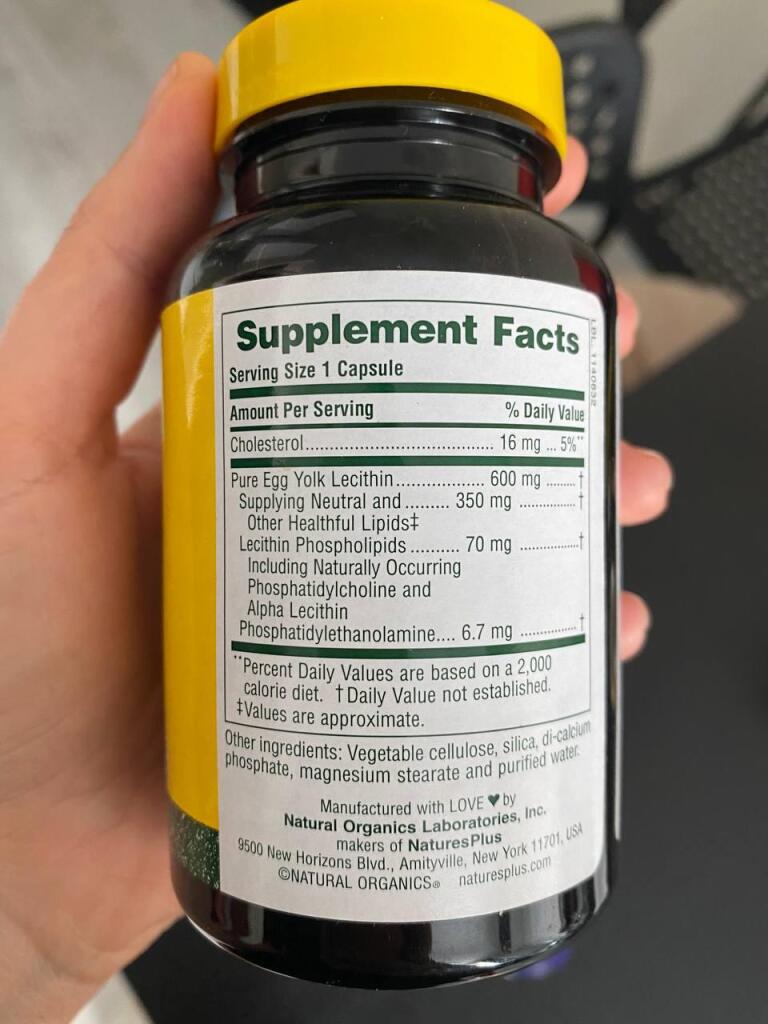 Supplement Facts
Serving Size 1 Capsule
Amount Per Serving % Daily Value
Cholesterol................................. 16 mg ... 5%**
Pure Egg Yolk Lecithin.................. 600 mg ........ †
Supplying Neutral and ......... 350 mg ............... †
Other Healthful Lipids‡
Lecithin Phospholipids .......... 70 mg ............... †
Including Naturally Occurring
Phosphatidylcholine and
Alpha Lecithin
Phosphatidylethanolamine.... 6.7 mg ............... †
**Percent Daily Values are based on a 2,000
calorie diet. †Daily Value not established.
‡Values are approximate.
Other ingredients: Vegetable cellulose, silica, di-calcium
phosphate, magnesium stearate and purified water.
Manufactured with LOVE ♥ by
Natural Organics Laboratories, Inc.
makers of NaturesPlus
9500 New Horizons Blvd., Amityville, New York 11701, USA
©NATURAL ORGANICS® naturesplus.com
LBL. 1140632